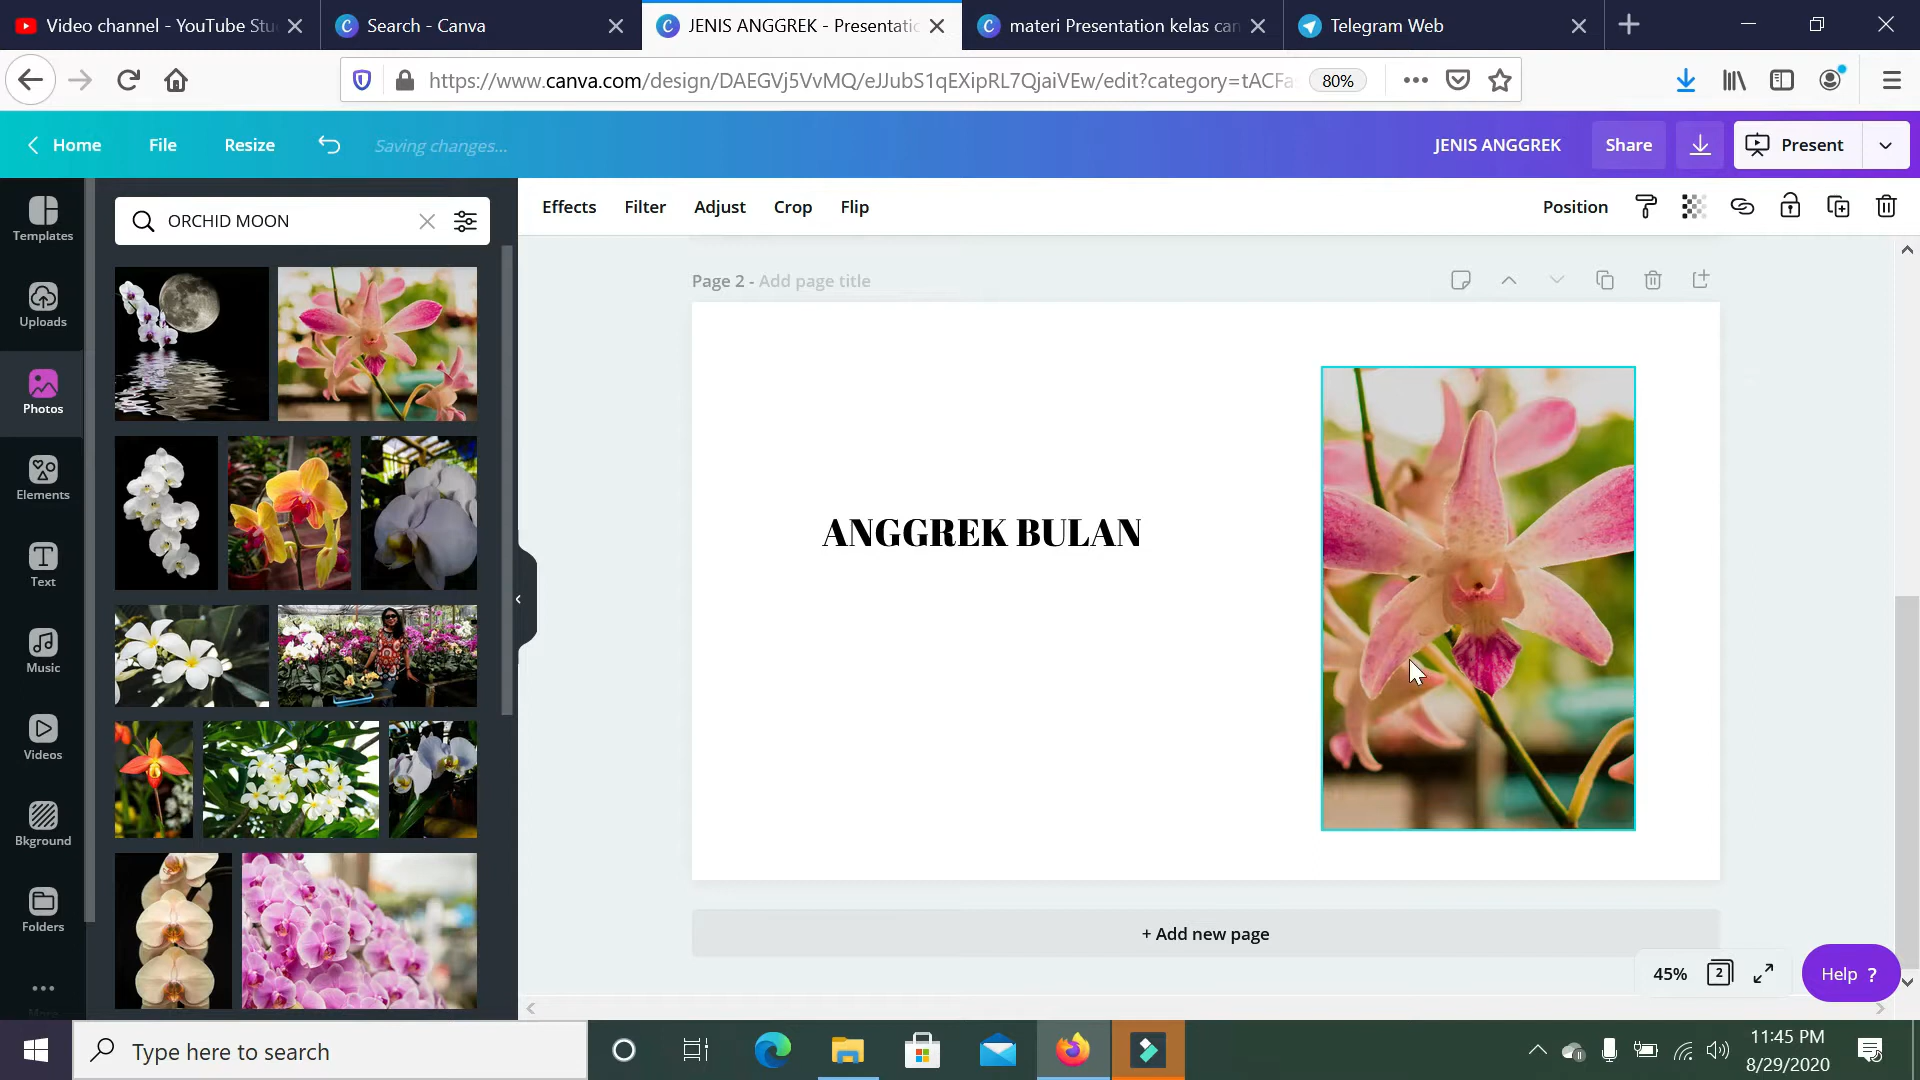 Video channel - YouTube Stu
Search - Canva
JENIS ANGGREK - Presentatio
materi Presentation kelas can
Telegram Web
https://www.canva.com/design/DAEGVj5VvMQ/eJJubS1qEXipRL7QjaiVEw/edit?category=tACFa
80%
Home
File
Resize
Saving changes...
JENIS ANGGREK
Share
Present
Templates
Uploads
Photos
Elements
Text
Music
Videos
Bkground
Folders
More
ORCHID MOON
Effects
Filter
Adjust
Crop
Flip
Position
Page 2 - Add page title
ANGGREK BULAN
+ Add new page
45%
2
Help ?
Type here to search
11:45 PM
8/29/2020